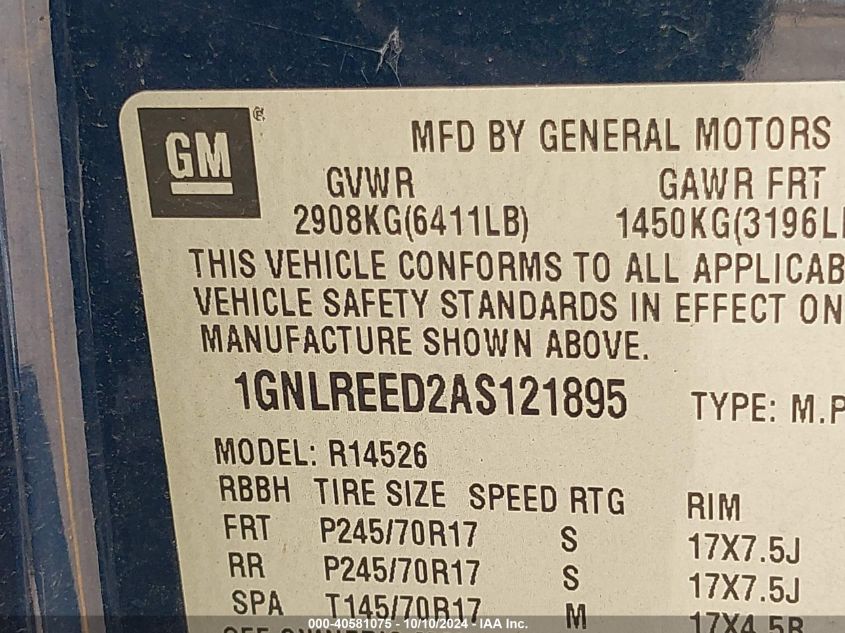 GM
MFD BY GENERAL MOTORS
GVWR GAWR FRT
2908KG(6411LB) 1450KG(3196L
THIS VEHICLE CONFORMS TO ALL APPLICAB
VEHICLE SAFETY STANDARDS IN EFFECT ON
MANUFACTURE SHOWN ABOVE.
1GNLREED2AS121895 TYPE: M.P
MODEL: R14526
RBBH TIRE SIZE SPEED RTG RIM
FRT P245/70R17 S 17X7.5J
RR P245/70R17 S 17X7.5J
SPA T145/70R17 M 17X4.5B
000-40581075 - 10/10/2024 - IAA Inc.